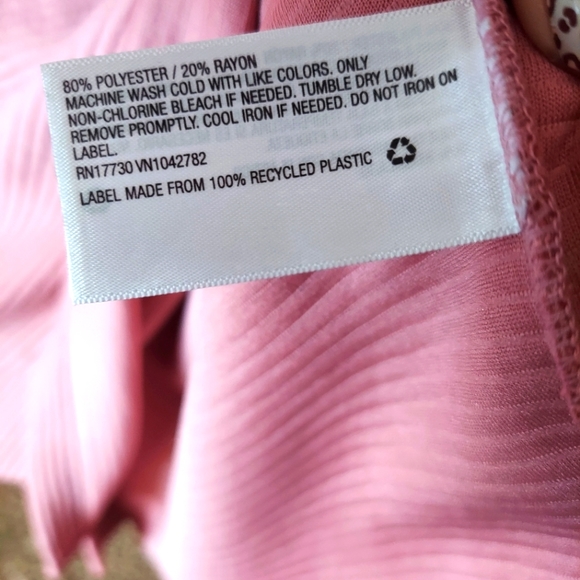 80% POLYESTER / 20% RAYON
MACHINE WASH COLD WITH LIKE COLORS. ONLY
NON-CHLORINE BLEACH IF NEEDED. TUMBLE DRY LOW.
REMOVE PROMPTLY. COOL IRON IF NEEDED. DO NOT IRON ON
LABEL.
RN17730 VN1042782
LABEL MADE FROM 100% RECYCLED PLASTIC